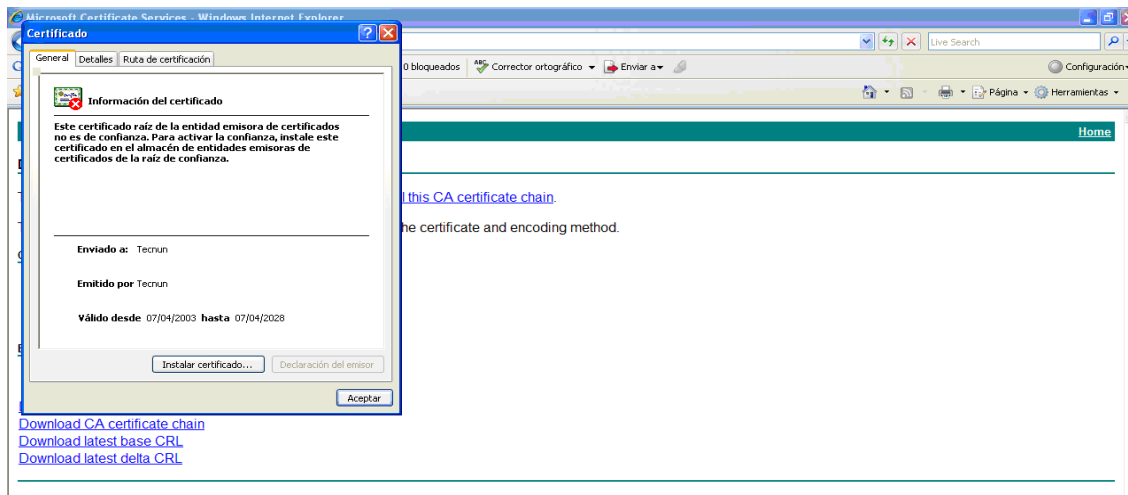 Microsoft Certificate Services - Windows Internet Explorer
Certificado
Live Search
General Detalles Ruta de certificación
0 bloqueados ABC Corrector ortográfico Enviar a Configuración
Página Herramientas
Información del certificado
Home
Este certificado raíz de la entidad emisora de certificados
no es de confianza. Para activar la confianza, instale este
certificado en el almacén de entidades emisoras de
certificados de la raíz de confianza.
this CA certificate chain.
he certificate and encoding method.
Enviado a: Tecnun
Emitido por Tecnun
Válido desde 07/04/2003 hasta 07/04/2028
Instalar certificado... Declaración del emisor
Aceptar
Download CA certificate chain
Download latest base CRL
Download latest delta CRL